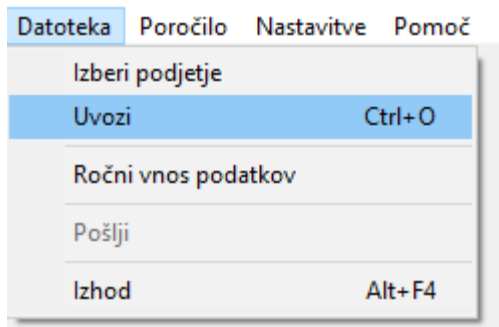 Datoteka Poročilo Nastavitve Pomoč
Izberi podjetje
Uvozi Ctrl+O
Ročni vnos podatkov
Pošlji
Izhod Alt+F4